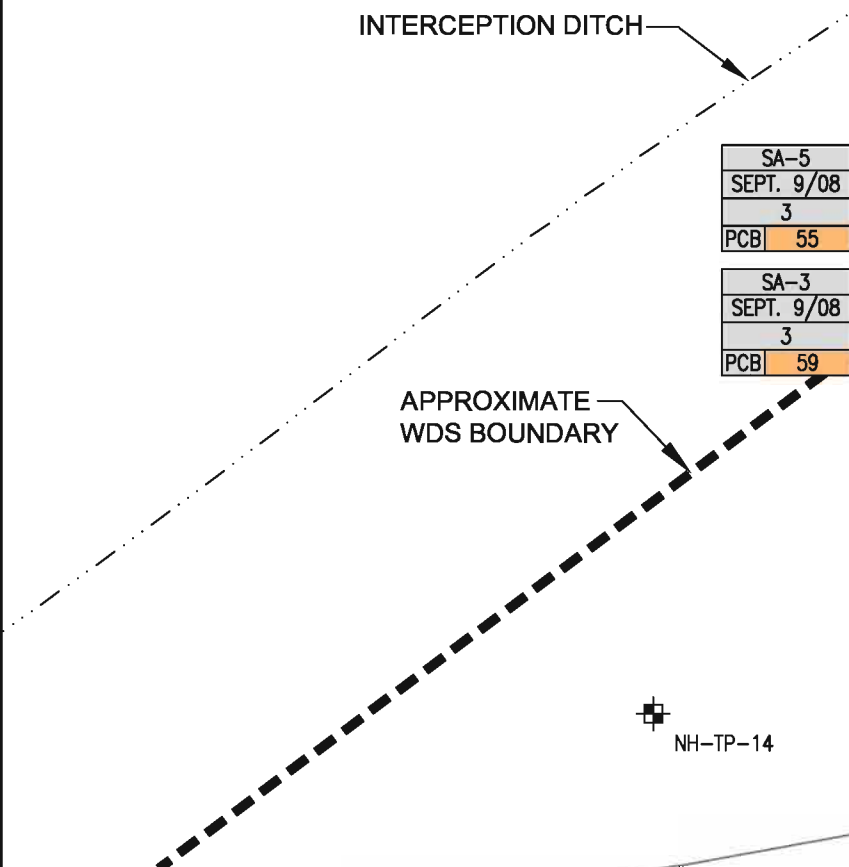 INTERCEPTION DITCH
SA-5
SEPT. 9/08
3
PCB 55
SA-3
SEPT. 9/08
3
PCB 59
APPROXIMATE
WDS BOUNDARY
NH-TP-14